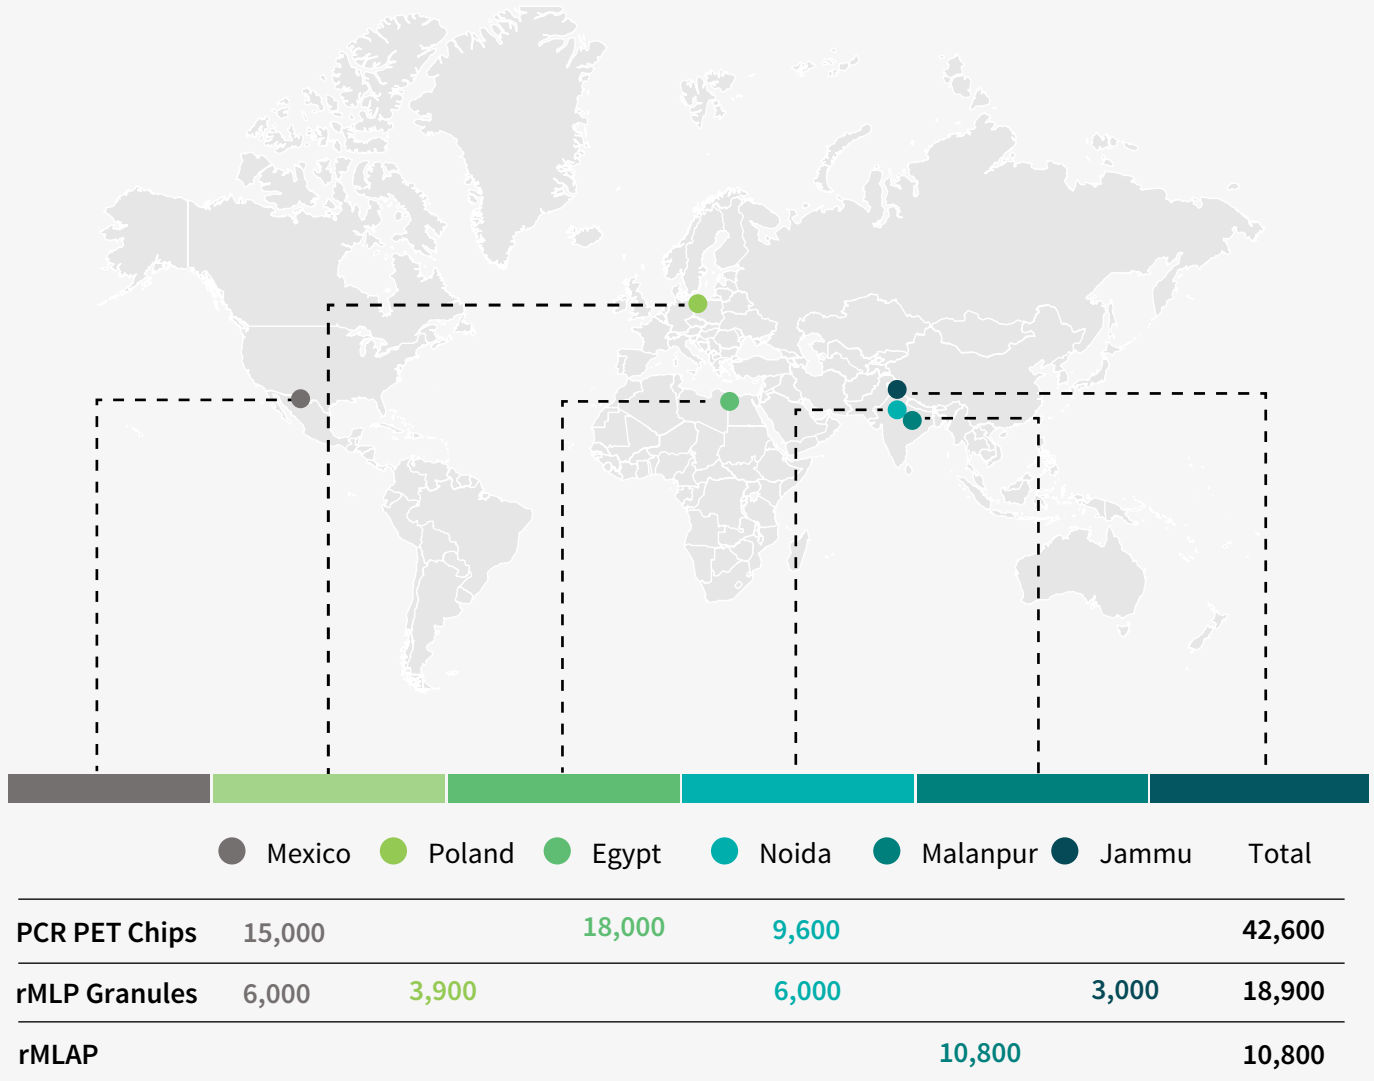 Mexico Poland Egypt Noida Malanpur Jammu Total
PCR PET Chips 15,000 18,000 9,600 42,600
rMLP Granules 6,000 3,900 6,000 3,000 18,900
rMLAP 10,800 10,800